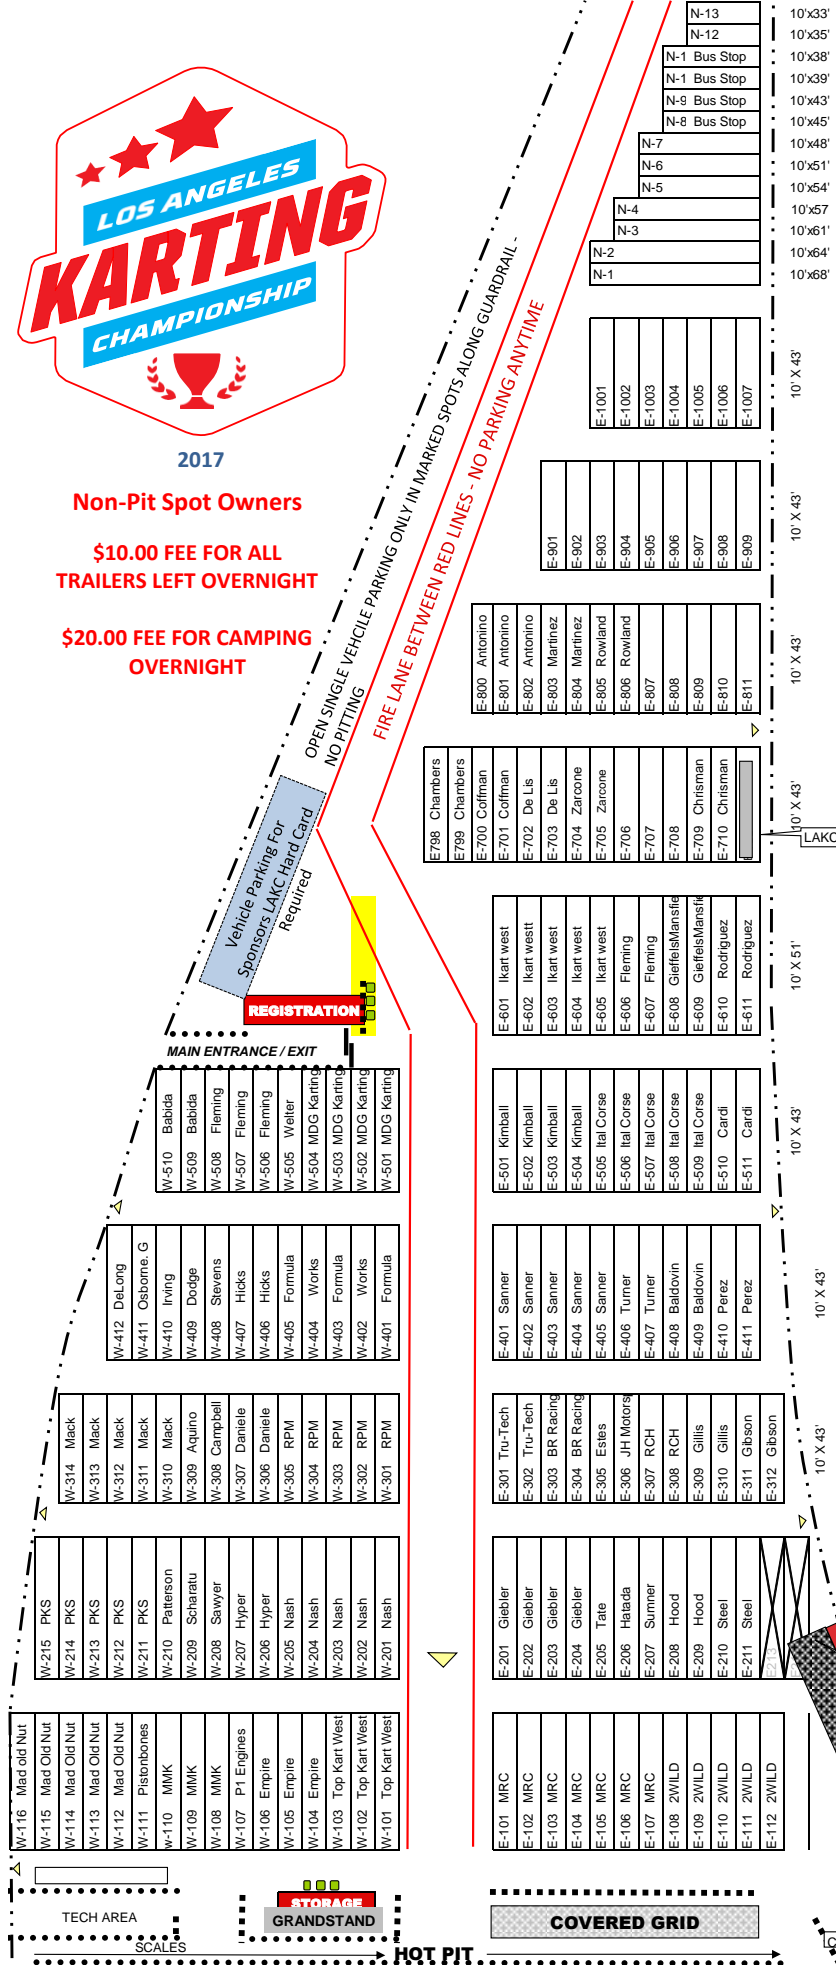 N-13 10'x33'
N-12 10'x35'
N-1 Bus Stop 10'x38'
N-1 Bus Stop 10'x39'
N-9 Bus Stop 10'x43'
N-8 Bus Stop 10'x45'
N-7 10'x48'
N-6 10'x51'
N-5 10'x54'
N-4 10'x57
N-3 10'x61'
N-2 10'x64'
N-1 10'x68'
LOS ANGELES
KARTING
CHAMPIONSHIP
2017
Non-Pit Spot Owners
$10.00 FEE FOR ALL
TRAILERS LEFT OVERNIGHT
$20.00 FEE FOR CAMPING
OVERNIGHT
OPEN SINGLE VEHCILE PARKING ONLY IN MARKED SPOTS ALONG GUARDRAIL -
NO PITTING
FIRE LANE BETWEEN RED LINES - NO PARKING ANYTIME
E-1001
E-1002
E-1003
E-1004
E-1005
E-1006
E-1007
10' X 43'
E-901
E-902
E-903
E-904
E-905
E-906
E-907
E-908
E-909
10' X 43'
E-800 Antonino
E-801 Antonino
E-802 Antonino
E-803 Martinez
E-804 Martinez
E-805 Rowland
E-806 Rowland
E-807
E-808
E-809
E-810
E-811
10' X 43'
E798 Chambers
E799 Chambers
E-700 Coffman
E-701 Coffman
E-702 De Lis
E-703 De Lis
E-704 Zarcone
E-705 Zarcone
E-706
E-707
E-708
E-709 Chrisman
E-710 Chrisman
10' X 43'
LAKC
Vehicle Parking For
Sponsors LAKC Hard Card
Required
REGISTRATION
MAIN ENTRANCE / EXIT
E-601 Ikart west
E-602 Ikart westt
E-603 Ikart west
E-604 Ikart west
E-605 Ikart west
E-606 Fleming
E-607 Fleming
E-608 GieffelsMansfie
E-609 GieffelsMansfie
E-610 Rodriguez
E-611 Rodriguez
10' X 51'
W-510 Babida
W-509 Babida
W-508 Fleming
W-507 Fleming
W-506 Fleming
W-505 Welter
W-504 MDG Karting
W-503 MDG Karting
W-502 MDG Karting
W-501 MDG Karting
E-501 Kimball
E-502 Kimball
E-503 Kimball
E-504 Kimball
E-505 Ital Corse
E-506 Ital Corse
E-507 Ital Corse
E-508 Ital Corse
E-509 Ital Corse
E-510 Cardi
E-511 Cardi
10' X 43'
W-412 DeLong
W-411 Osborne. G
W-410 Irving
W-409 Dodge
W-408 Stevens
W-407 Hicks
W-406 Hicks
W-405 Formula
W-404 Works
W-403 Formula
W-402 Works
W-401 Formula
E-401 Sanner
E-402 Sanner
E-403 Sanner
E-404 Sanner
E-405 Sanner
E-406 Turner
E-407 Turner
E-408 Baldovin
E-409 Baldovin
E-410 Perez
E-411 Perez
10' X 43'
W-314 Mack
W-313 Mack
W-312 Mack
W-311 Mack
W-310 Mack
W-309 Aquino
W-308 Campbell
W-307 Daniele
W-306 Daniele
W-305 RPM
W-304 RPM
W-303 RPM
W-302 RPM
W-301 RPM
E-301 Tru-Tech
E-302 Tru-Tech
E-303 BR Racing
E-304 BR Racing
E-305 Estes
E-306 JH Motorsp
E-307 RCH
E-308 RCH
E-309 Gillis
E-310 Gillis
E-311 Gibson
E-312 Gibson
10' X 43'
W-215 PKS
W-214 PKS
W-213 PKS
W-212 PKS
W-211 PKS
W-210 Patterson
W-209 Scharatu
W-208 Sawyer
W-207 Hyper
W-206 Hyper
W-205 Nash
W-204 Nash
W-203 Nash
W-202 Nash
W-201 Nash
E-201 Giebler
E-202 Giebler
E-203 Giebler
E-204 Giebler
E-205 Tate
E-206 Hatada
E-207 Sumner
E-208 Hood
E-209 Hood
E-210 Steel
E-211 Steel
E213
W-116 Mad old Nut
W-115 Mad Old Nut
W-114 Mad Old Nut
W-113 Mad Old Nut
W-112 Mad Old Nut
W-111 Pistonbones
w-110 MMK
W-109 MMK
W-108 MMK
W-107 P1 Engines
W-106 Empire
W-105 Empire
W-104 Empire
W-103 Top Kart West
W-102 Top Kart West
W-101 Top Kart West
E-101 MRC
E-102 MRC
E-103 MRC
E-104 MRC
E-105 MRC
E-106 MRC
E-107 MRC
E-108 2WILD
E-109 2WILD
E-110 2WILD
E-111 2WILD
E-112 2WILD
TECH AREA
STORAGE
GRANDSTAND
COVERED GRID
SCALES
HOT PIT